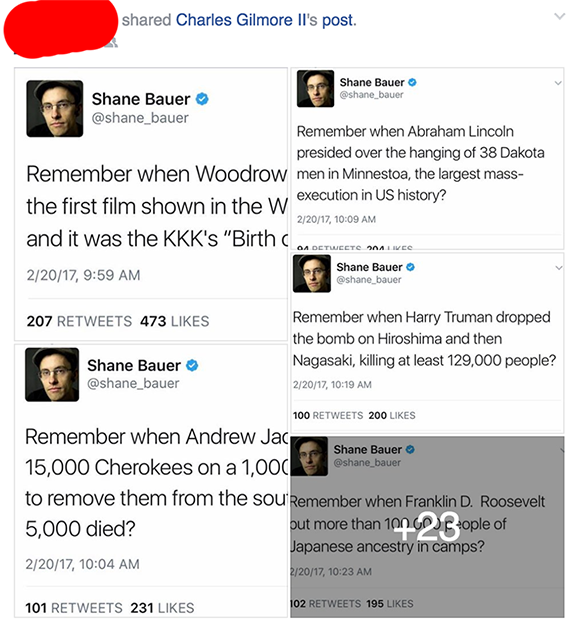 shared Charles Gilmore II's post.
Shane Bauer
@shane_bauer
Remember when Woodrow
the first film shown in the W
and it was the KKK's "Birth
2/20/17, 9:59 AM
207 RETWEETS 473 LIKES
Shane Bauer
@shane_bauer
Remember when Andrew Jac
15,000 Cherokees on a 1,000
to remove them from the sou
5,000 died?
2/20/17, 10:04 AM
101 RETWEETS 231 LIKES
Shane Bauer
@shane_bauer
Remember when Abraham Lincoln
presided over the hanging of 38 Dakota
men in Minnestoa, the largest mass-
execution in US history?
2/20/17, 10:09 AM
94 RETWEETS 204 LIKES
Shane Bauer
@shane_bauer
Remember when Harry Truman dropped
the bomb on Hiroshima and then
Nagasaki, killing at least 129,000 people?
2/20/17, 10:19 AM
100 RETWEETS 200 LIKES
Shane Bauer
@shane_bauer
Remember when Franklin D. Roosevelt
put more than 100,000 people of
Japanese ancestry in camps?
+23
2/20/17, 10:23 AM
102 RETWEETS 195 LIKES